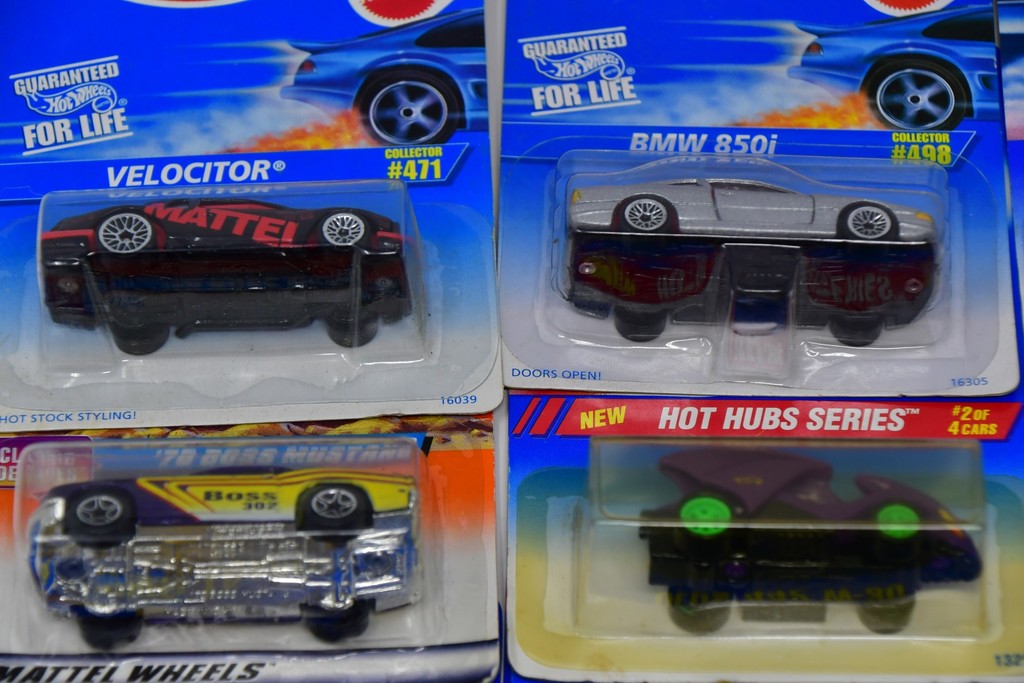 GUARANTEED
Hot Wheels®
FOR LIFE
VELOCITOR®
COLLECTOR
#471
MATTEL
HOT STOCK STYLING!
16039
GUARANTEED
Hot Wheels®
FOR LIFE
BMW 850i
COLLECTOR
#498
DOORS OPEN!
16305
'70 BOSS MUSTANG
BOSS
302
MATTEL WHEELS
NEW
HOT HUBS SERIES™
#2 OF
4 CARS